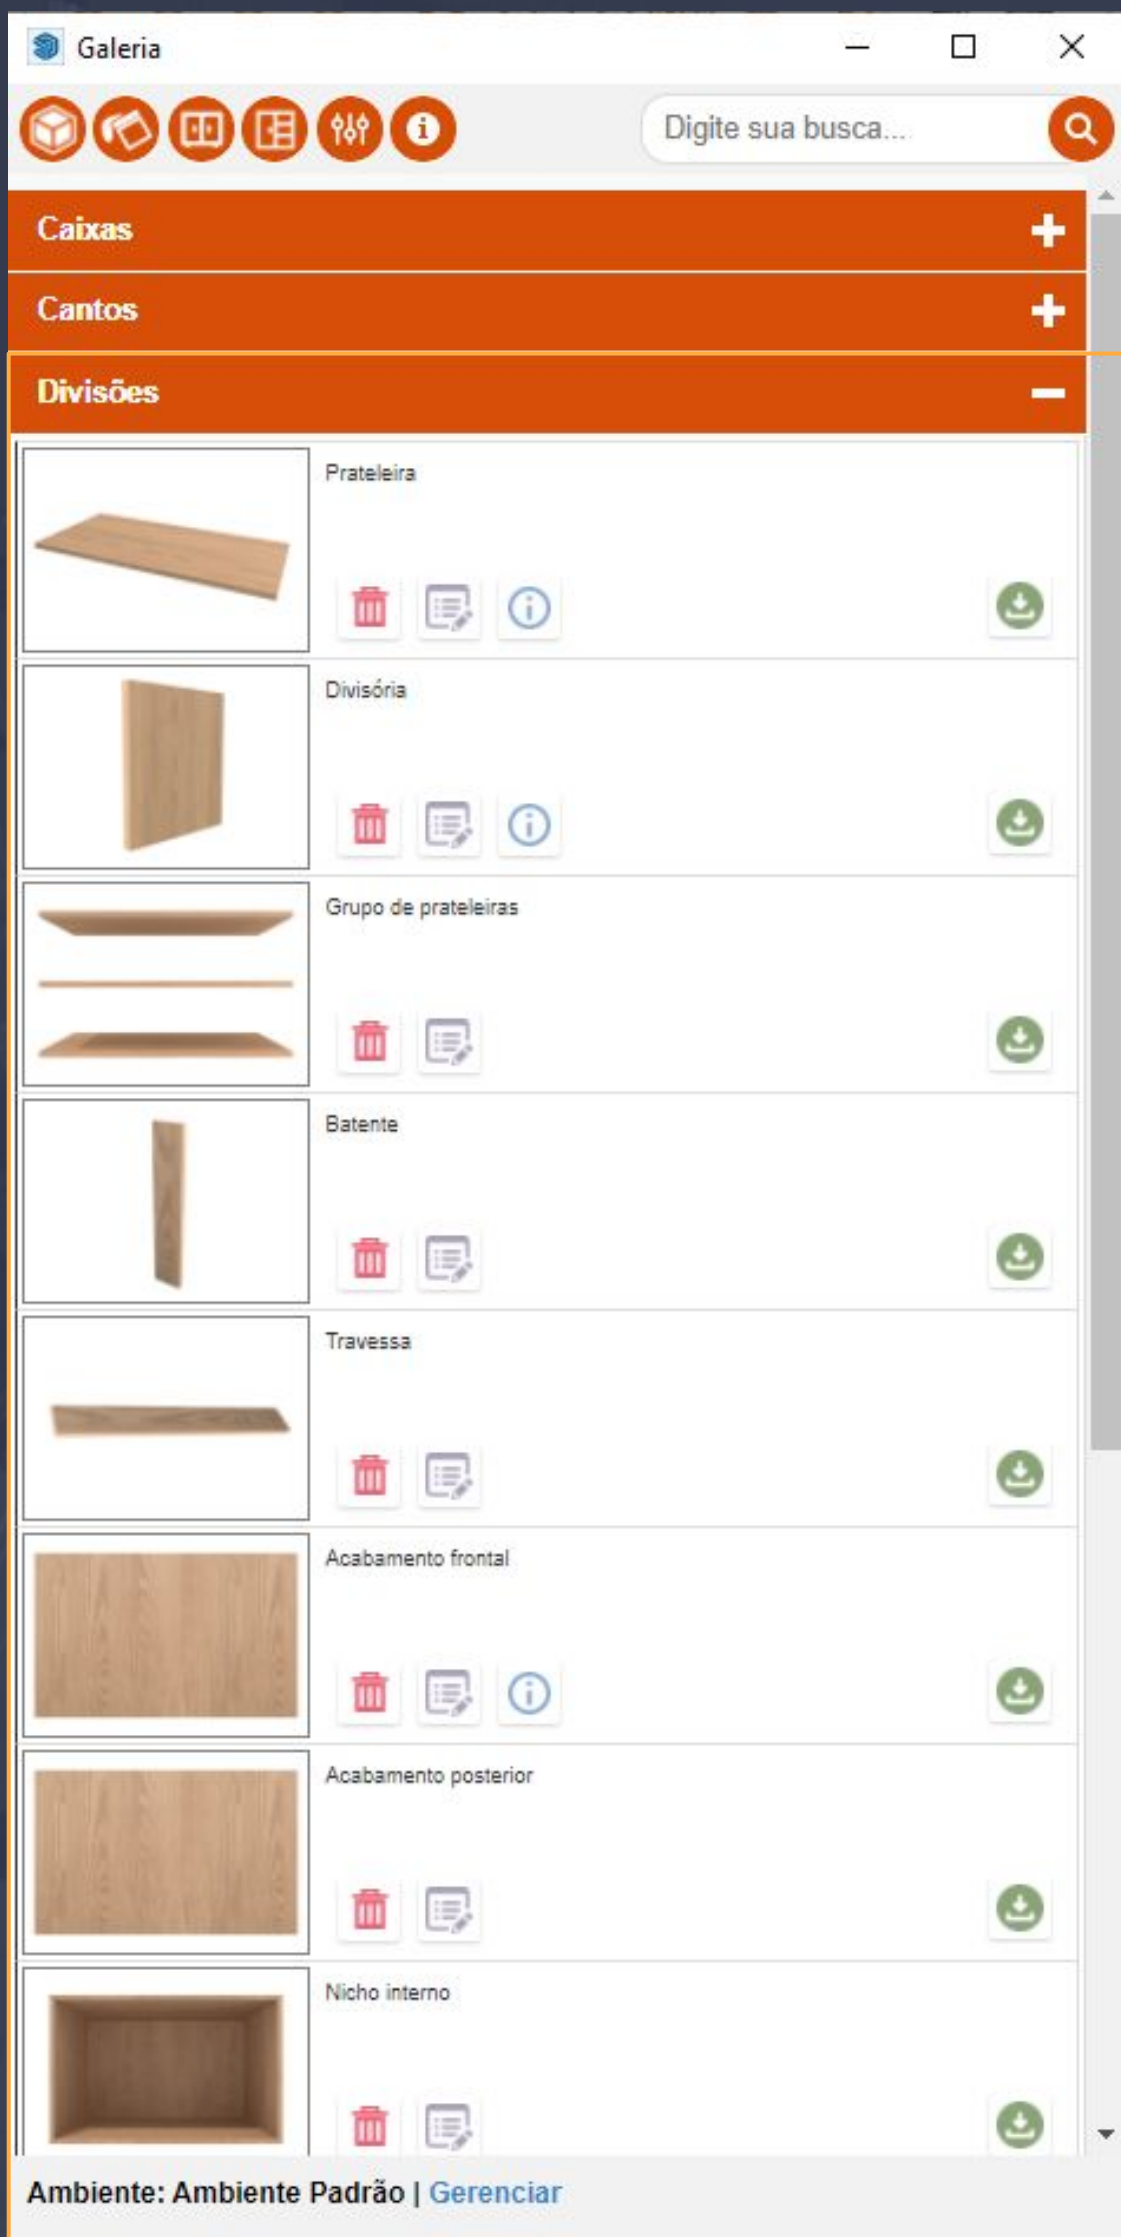 Galeria
Digite sua busca...
Caixas
Cantos
Divisões
Prateleira
Divisória
Grupo de prateleiras
Batente
Travessa
Acabamento frontal
Acabamento posterior
Nicho interno
Ambiente: Ambiente Padrão | Gerenciar